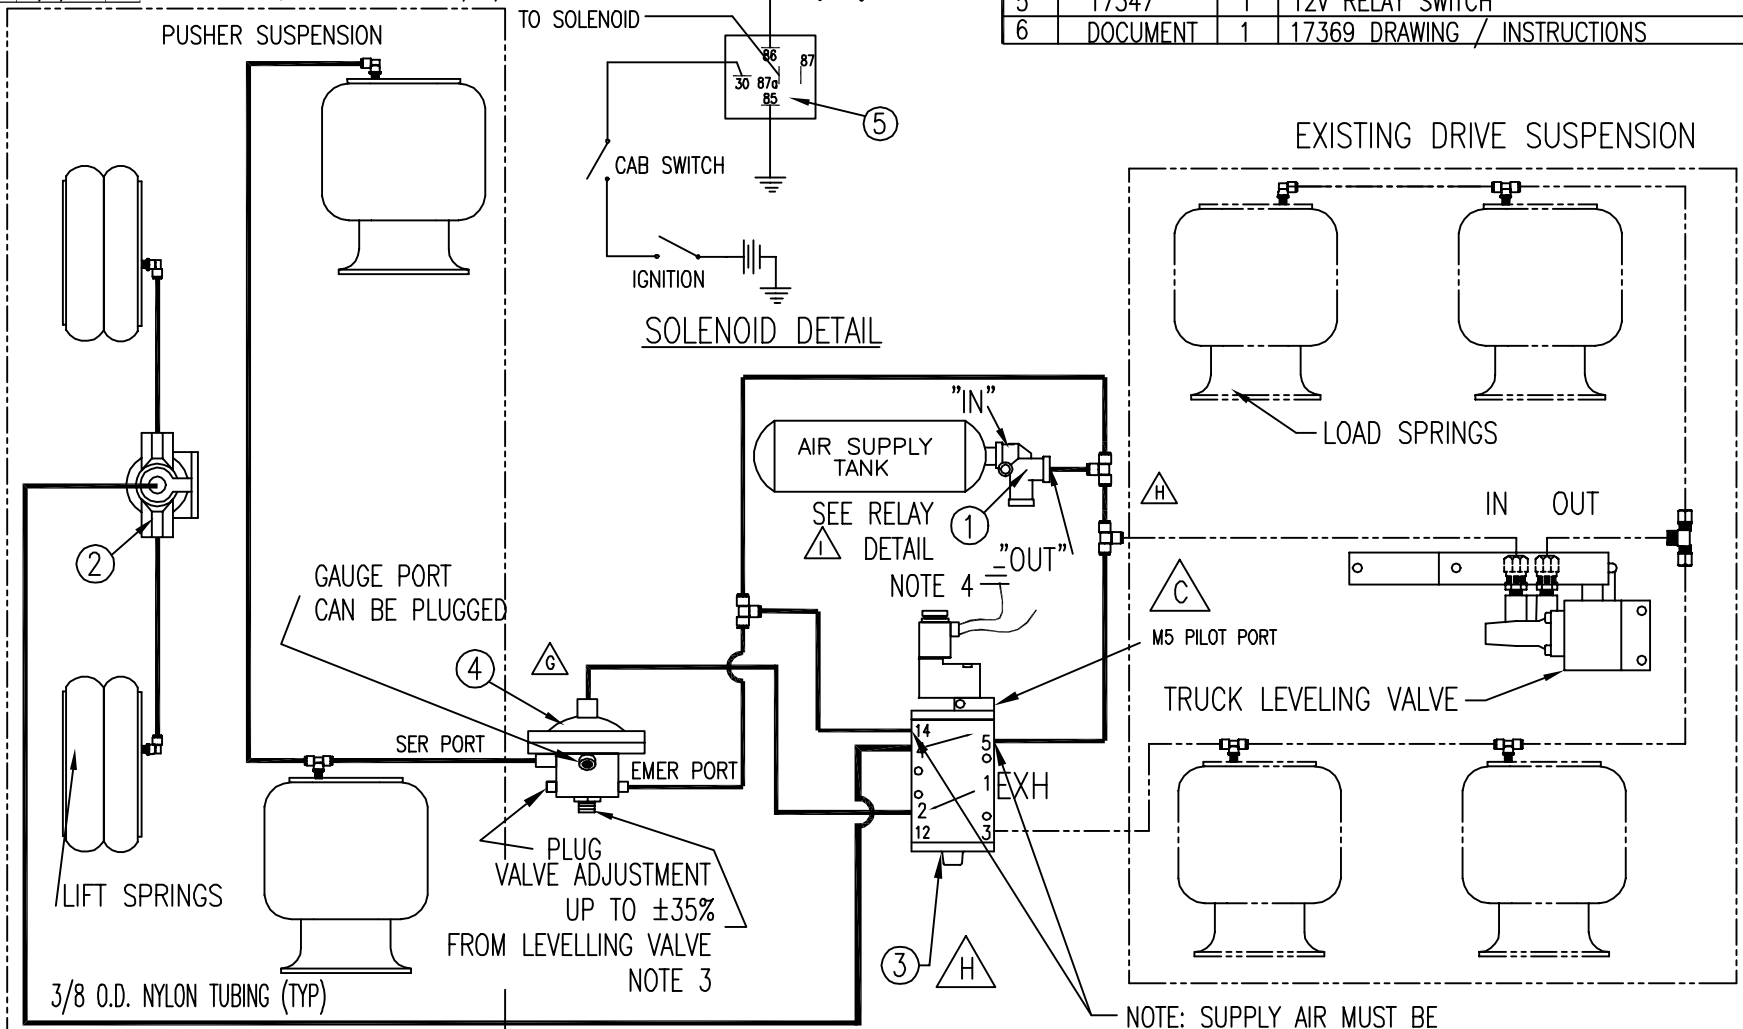 5 17347 1 12V RELAY SWITCH
6 DOCUMENT 1 17369 DRAWING / INSTRUCTIONS
PUSHER SUSPENSION
TO SOLENOID
86
87
30 87a
85
5
CAB SWITCH
IGNITION
SOLENOID DETAIL
EXISTING DRIVE SUSPENSION
LOAD SPRINGS
"IN"
AIR SUPPLY
TANK
SEE RELAY
I DETAIL
1
"OUT"
NOTE 4
H
IN OUT
C
M5 PILOT PORT
TRUCK LEVELING VALVE
2
GAUGE PORT
CAN BE PLUGGED
4
G
SER PORT
EMER PORT
14
4
5
1
EXH
2
12
3
PLUG
VALVE ADJUSTMENT
UP TO ±35%
FROM LEVELLING VALVE
NOTE 3
LIFT SPRINGS
3
H
3/8 O.D. NYLON TUBING (TYP)
NOTE: SUPPLY AIR MUST BE